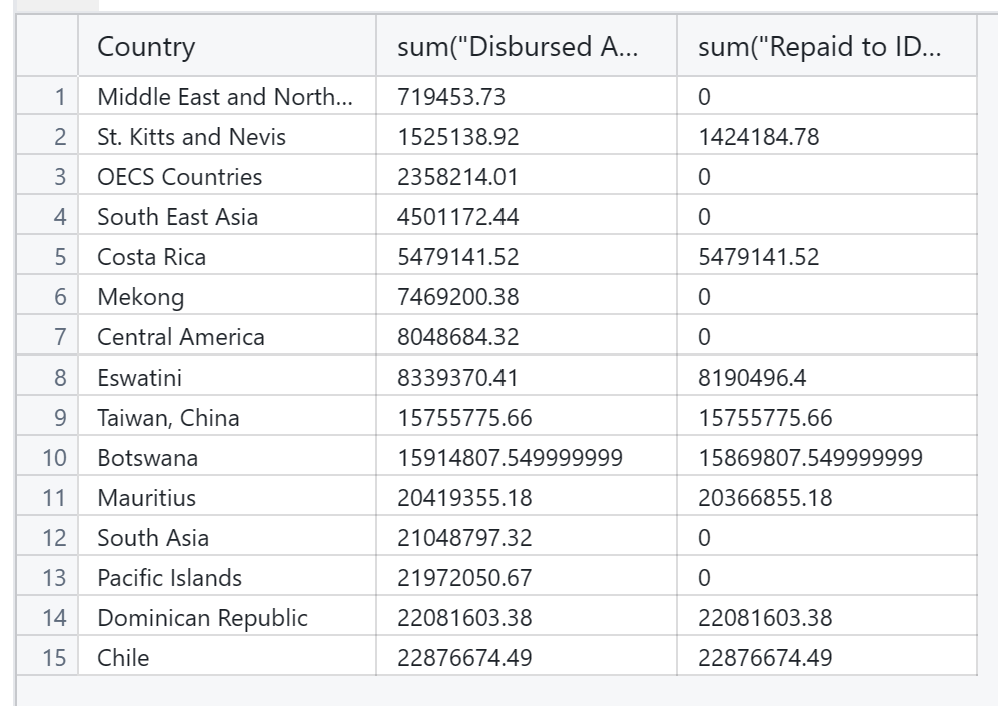 Country sum("Disbursed A... sum("Repaid to ID...
1 Middle East and North... 719453.73 0
2 St. Kitts and Nevis 1525138.92 1424184.78
3 OECS Countries 2358214.01 0
4 South East Asia 4501172.44 0
5 Costa Rica 5479141.52 5479141.52
6 Mekong 7469200.38 0
7 Central America 8048684.32 0
8 Eswatini 8339370.41 8190496.4
9 Taiwan, China 15755775.66 15755775.66
10 Botswana 15914807.549999999 15869807.549999999
11 Mauritius 20419355.18 20366855.18
12 South Asia 21048797.32 0
13 Pacific Islands 21972050.67 0
14 Dominican Republic 22081603.38 22081603.38
15 Chile 22876674.49 22876674.49